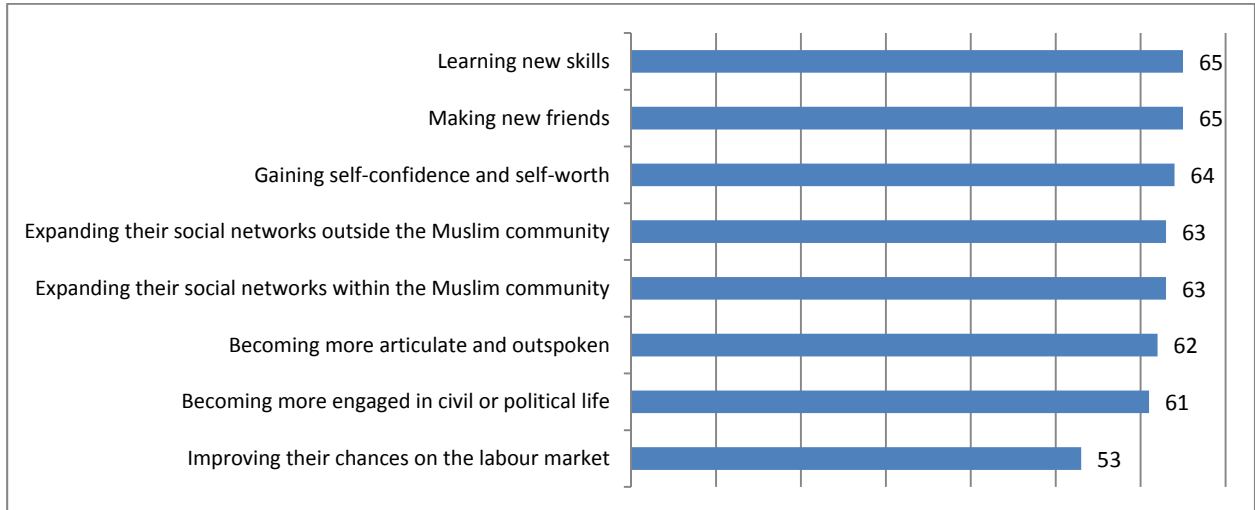 Learning new skills 65
Making new friends 65
Gaining self-confidence and self-worth 64
Expanding their social networks outside the Muslim community 63
Expanding their social networks within the Muslim community 63
Becoming more articulate and outspoken 62
Becoming more engaged in civil or political life 61
Improving their chances on the labour market 53